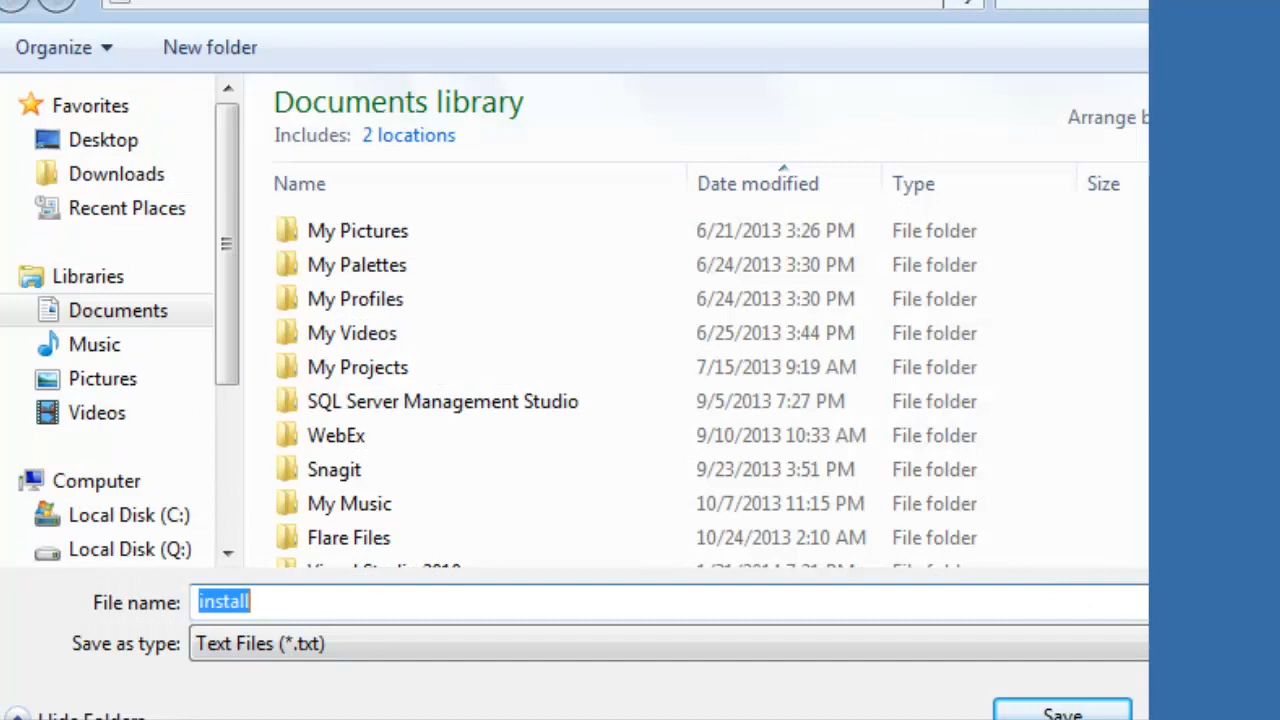 Organize New folder
Favorites
Desktop
Downloads
Recent Places
Libraries
Documents
Music
Pictures
Videos
Computer
Local Disk (C:)
Local Disk (Q:)
Documents library
Includes: 2 locations
Arrange b
Name Date modified Type Size
My Pictures 6/21/2013 3:26 PM File folder
My Palettes 6/24/2013 3:30 PM File folder
My Profiles 6/24/2013 3:30 PM File folder
My Videos 6/25/2013 3:44 PM File folder
My Projects 7/15/2013 9:19 AM File folder
SQL Server Management Studio 9/5/2013 7:27 PM File folder
WebEx 9/10/2013 10:33 AM File folder
Snagit 9/23/2013 3:51 PM File folder
My Music 10/7/2013 11:15 PM File folder
Flare Files 10/24/2013 2:10 AM File folder
File name: install
Save as type: Text Files (*.txt)
Hide Folders Save